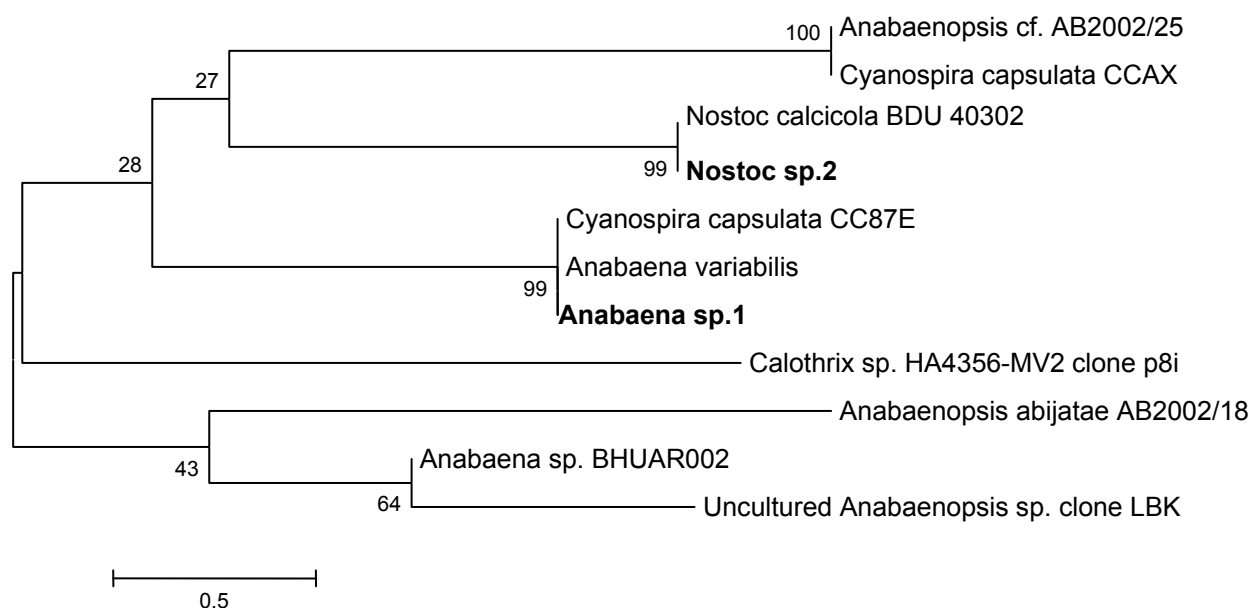 100 Anabaenopsis cf. AB2002/25
Cyanospira capsulata CCAX
27
Nostoc calcicola BDU 40302
99 Nostoc sp.2
28
Cyanospira capsulata CC87E
Anabaena variabilis
99
Anabaena sp.1
Calothrix sp. HA4356-MV2 clone p8i
Anabaenopsis abijatae AB2002/18
43
Anabaena sp. BHUAR002
64
Uncultured Anabaenopsis sp. clone LBK
0.5